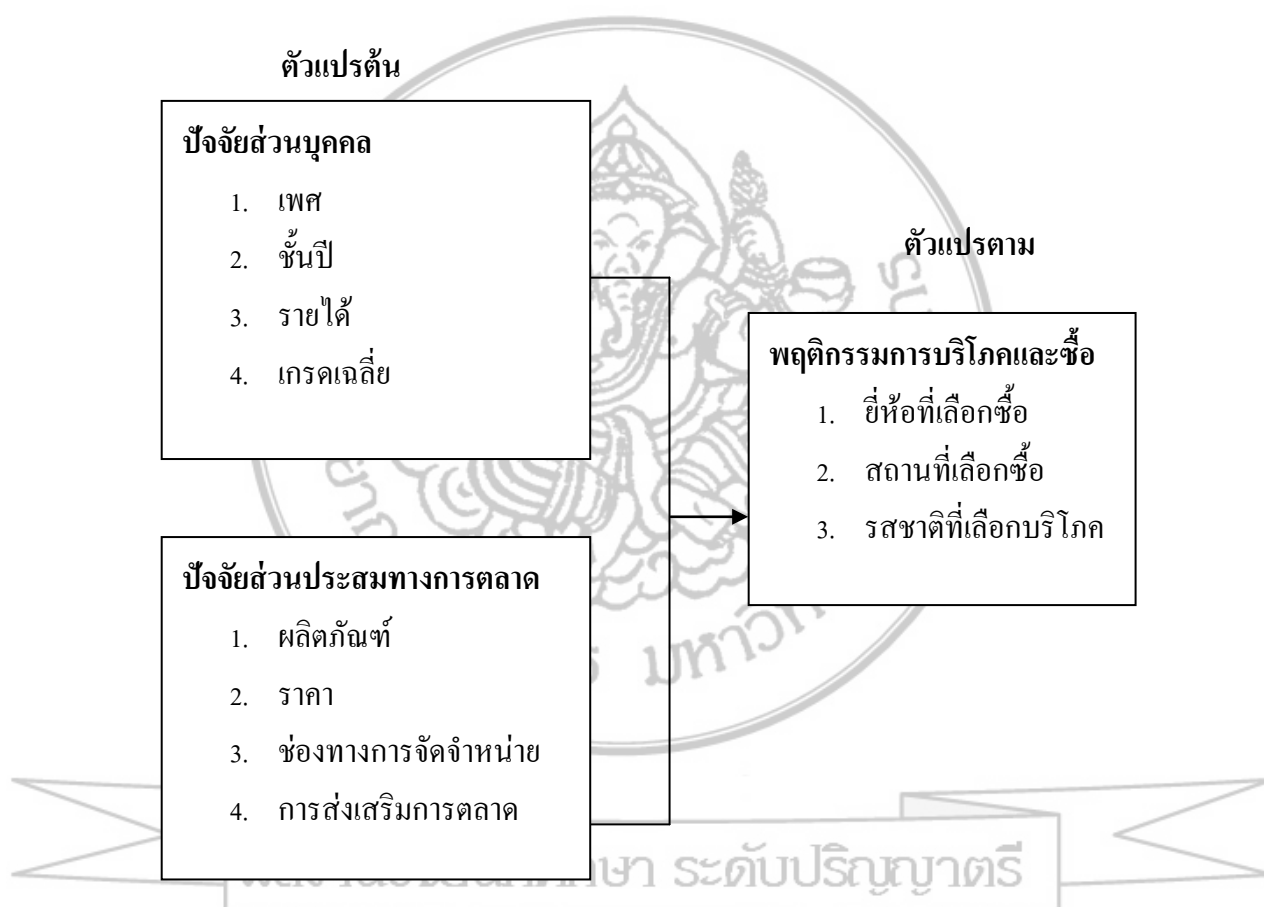 ตัวแปรต้น
ปัจจัยส่วนบุคคล
1. เพศ
2. ชั้นปี
3. รายได้
4. เกรดเฉลี่ย
ปัจจัยส่วนประสมทางการตลาด
1. ผลิตภัณฑ์
2. ราคา
3. ช่องทางการจัดจำหน่าย
4. การส่งเสริมการตลาด
ตัวแปรตาม
พฤติกรรมการบริโภคและซื้อ
1. ยี่ห้อที่เลือกซื้อ
2. สถานที่เลือกซื้อ
3. รสชาติที่เลือกบริโภค
ระดับปริญญาตรี